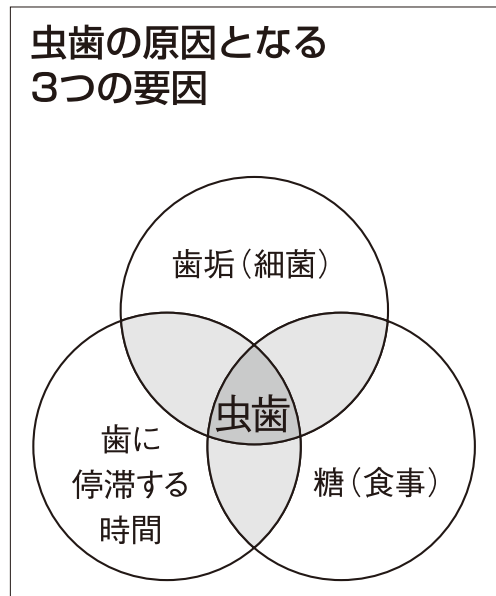 虫歯の原因となる
3つの要因
歯垢（細菌）
虫歯
歯に
停滞する
時間
糖（食事）